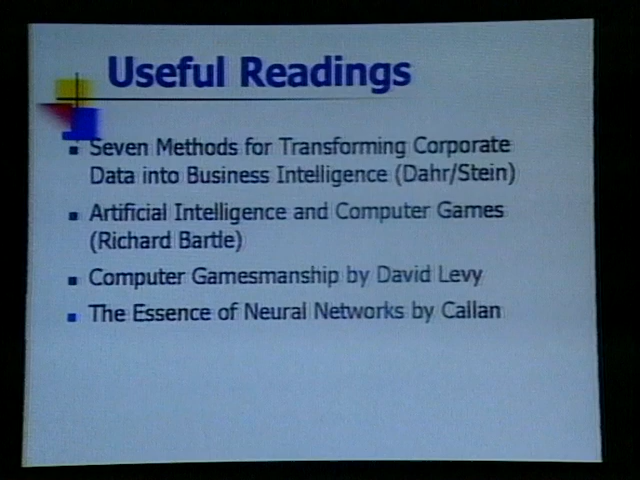 Useful Readings
Seven Methods for Transforming Corporate
Data into Business Intelligence (Dahr/Stein)
Artificial Intelligence and Computer Games
(Richard Bartle)
Computer Gamesmanship by David Levy
The Essence of Neural Networks by Callan